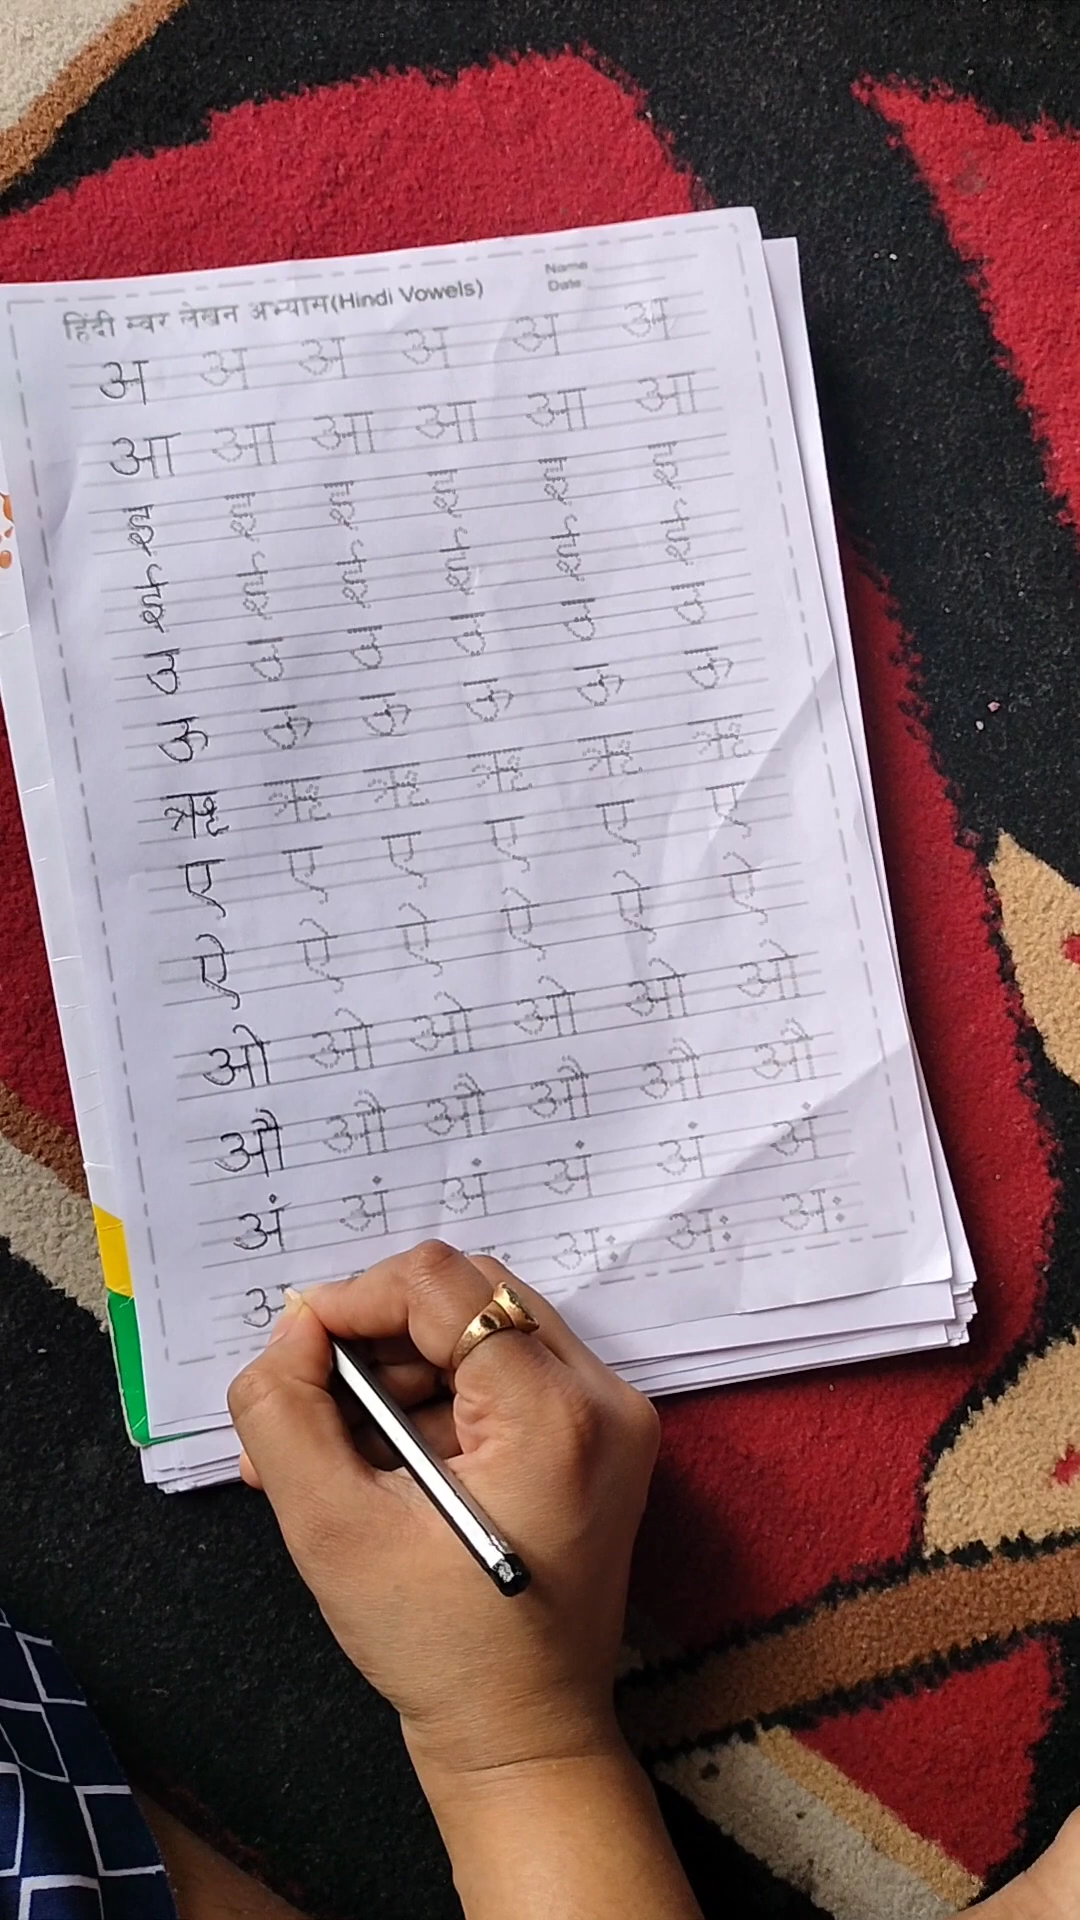 हिंदी स्वर लेखन अभ्यास(Hindi Vowels)
Name
Date
अ अ अ अ अ अ
आ आ आ आ आ आ
इ इ इ इ इ इ
ई ई ई ई ई ई
उ उ उ उ उ उ
ऊ ऊ ऊ ऊ ऊ ऊ
ऋ ऋ ऋ ऋ ऋ ऋ
ए ए ए ए ए ए
ऐ ऐ ऐ ऐ ऐ ऐ
ओ ओ ओ ओ ओ ओ
औ औ औ औ औ औ
अं अं अं अं अं अं
अ अः अः अः